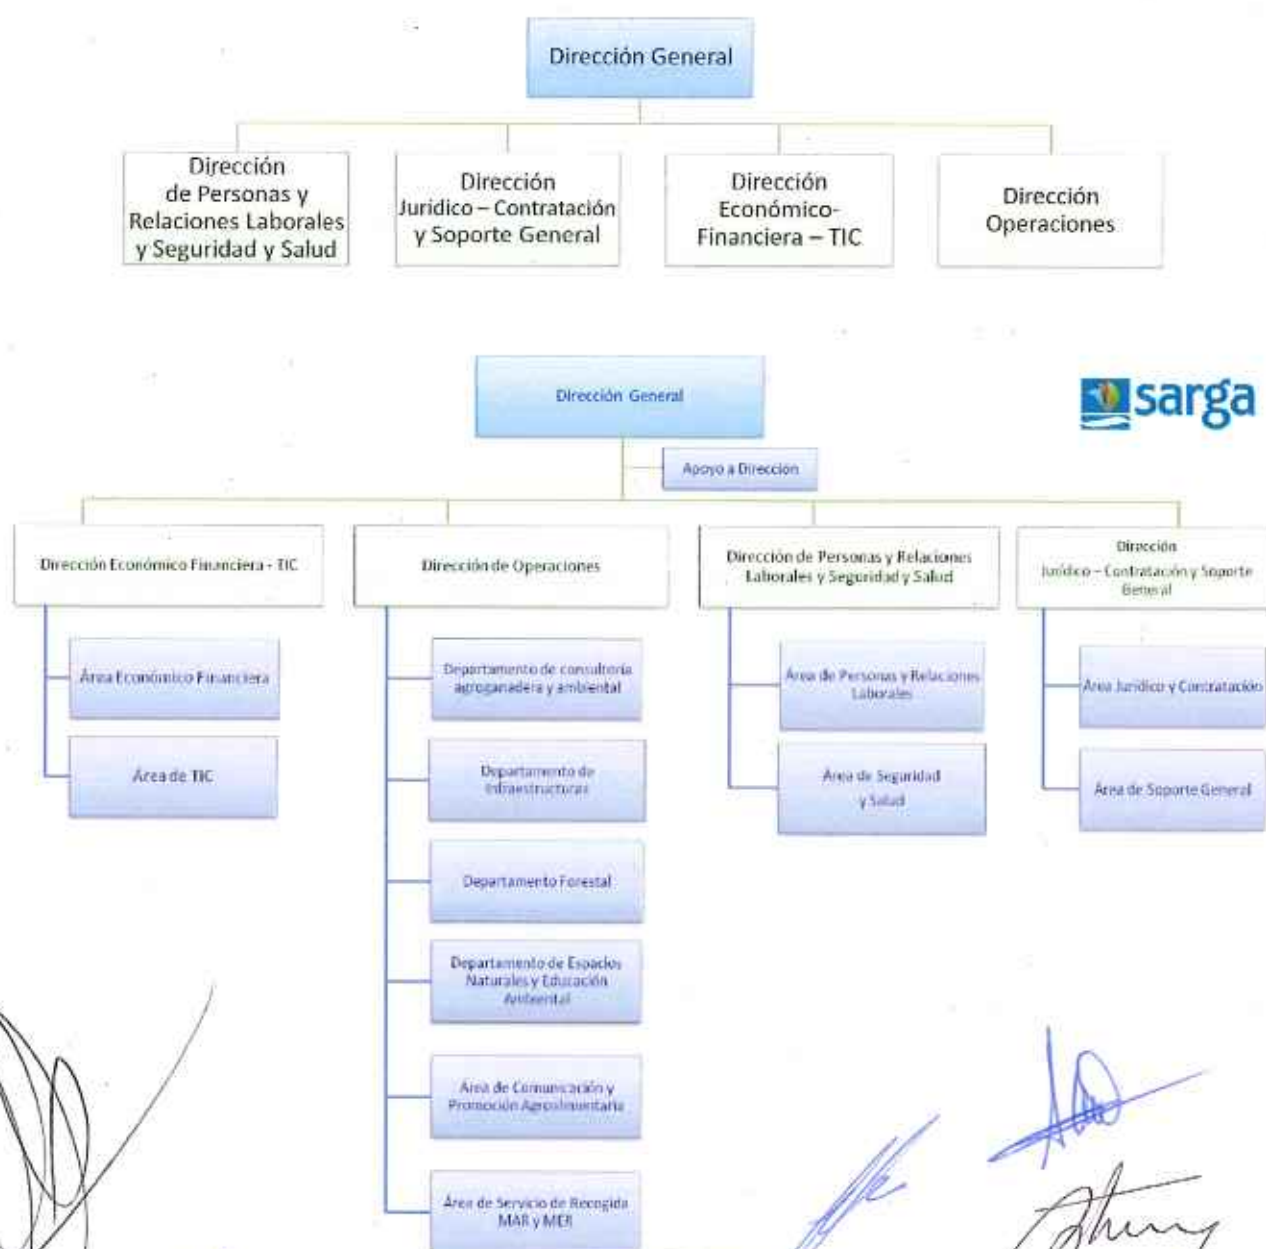 Dirección General
Dirección
de Personas y
Relaciones Laborales
y Seguridad y Salud
Dirección
Jurídico – Contratación
y Soporte General
Dirección
Económico-
Financiera – TIC
Dirección
Operaciones
Dirección General
sarga
Apoyo a Dirección
Dirección Económico Financiera - TIC
Dirección de Operaciones
Dirección de Personas y Relaciones
Laborales y Seguridad y Salud
Dirección
Jurídico – Contratación y Soporte
General
Área Económico Financiera
Área de TIC
Departamento de consultoría
agroganadera y ambiental
Departamento de
Infraestructuras
Departamento Forestal
Departamento de Espacios
Naturales y Educación
Ambiental
Área de Comunicación y
Promoción Agroalimentaria
Área de Servicio de Recogida
MAR y MER
Área de Personas y Relaciones
Laborales
Área de Seguridad
y Salud
Área Jurídico y Contratación
Área de Soporte General